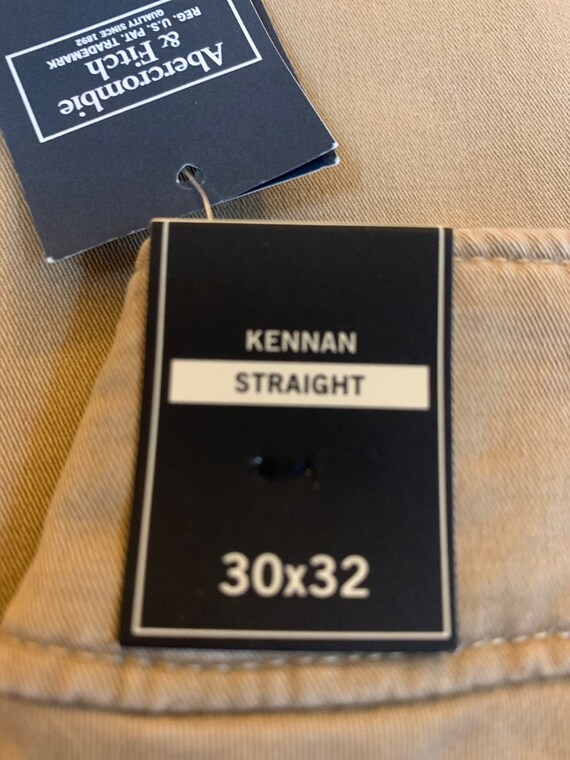 Abercrombie
& Fitch
REG. U.S. PAT. TRADEMARK
QUALITY SINCE 1892
KENNAN
STRAIGHT
30x32